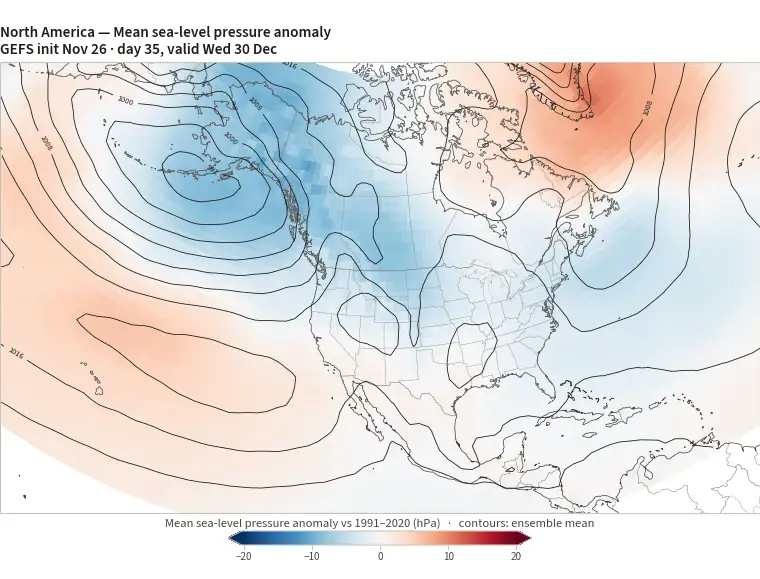 North America — Mean sea-level pressure anomaly
GEFS init Nov 26 · day 35, valid Wed 30 Dec
1016
1000
1008
1008
1000
1008
1016
Mean sea-level pressure anomaly vs 1991–2020 (hPa) · contours: ensemble mean
−20 −10 0 10 20